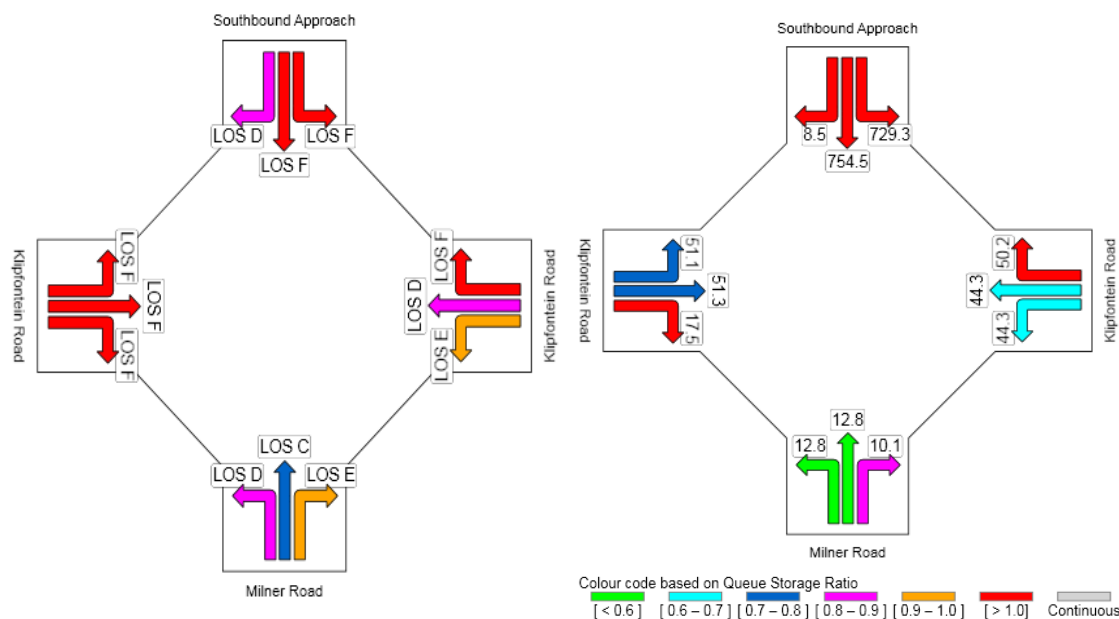 Southbound Approach
LOS D
LOS F
LOS F
Klipfontein Road
LOS F
LOS F
LOS F
LOS F
LOS D
LOS E
Klipfontein Road
LOS C
LOS D
LOS E
Milner Road
Southbound Approach
8.5
729.3
754.5
Klipfontein Road
51.1
51.3
17.5
50.2
44.3
44.3
Klipfontein Road
12.8
12.8
10.1
Milner Road
Colour code based on Queue Storage Ratio
[ < 0.6 ] [ 0.6 – 0.7 ] [ 0.7 – 0.8 ] [ 0.8 – 0.9 ] [ 0.9 – 1.0 ] [ > 1.0 ] Continuous